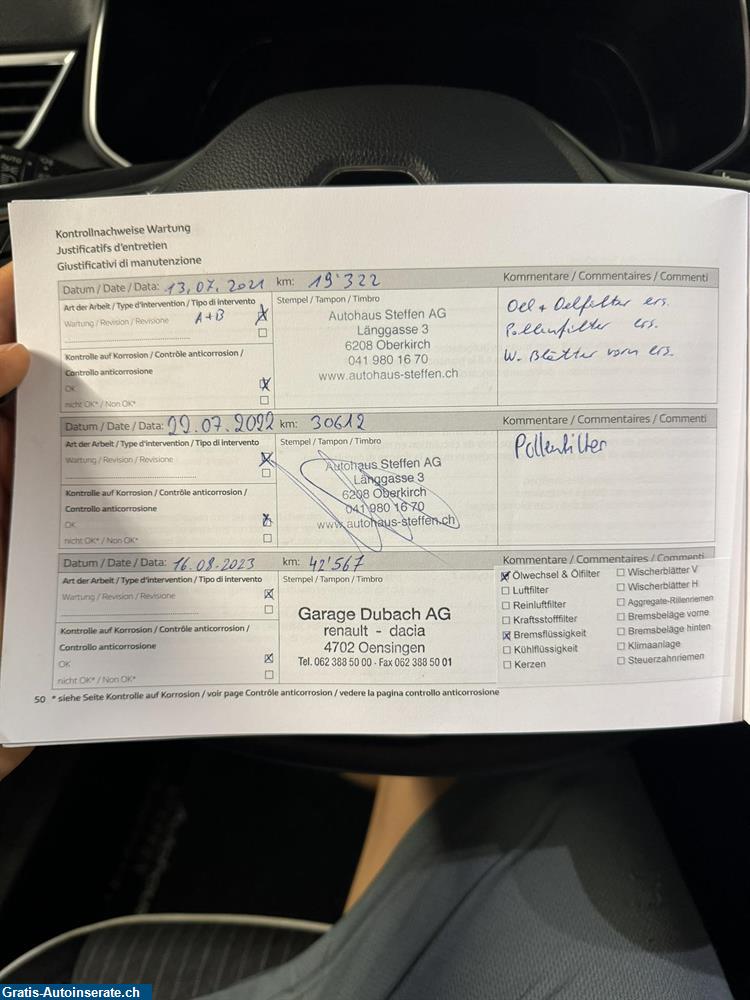 Kontrollnachweise Wartung
Justificatifs d'entretien
Giustificativi di manutenzione
Datum / Date / Data: 13.07.2021 km: 19'322
Kommentare / Commentaires / Commenti
Art der Arbeit / Type d'intervention / Tipo di intervento
Wartung / Revision / Revisione A+B
Kontrolle auf Korrosion / Contrôle anticorrosion /
Controllo anticorrosione
OK
nicht OK* / Non OK*
Stempel / Tampon / Timbro
Autohaus Steffen AG
Länggasse 3
6208 Oberkirch
041 980 16 70
www.autohaus-steffen.ch
Oel + Oelfilter ers.
Pollenfilter ers.
W. Blätter vorn ers.
Datum / Date / Data: 22.07.2022 km: 30612
Kommentare / Commentaires / Commenti
Art der Arbeit / Type d'intervention / Tipo di intervento
Wartung / Revision / Revisione
Kontrolle auf Korrosion / Contrôle anticorrosion /
Controllo anticorrosione
OK
nicht OK* / Non OK*
Stempel / Tampon / Timbro
Autohaus Steffen AG
Länggasse 3
6208 Oberkirch
041 980 16 70
www.autohaus-steffen.ch
Pollenfilter
Datum / Date / Data: 16.08.2023 km: 42'567
Kommentare / Commentaires / Commenti
Art der Arbeit / Type d'intervention / Tipo di intervento
Wartung / Revision / Revisione
Kontrolle auf Korrosion / Contrôle anticorrosion /
Controllo anticorrosione
OK
nicht OK* / Non OK*
Stempel / Tampon / Timbro
Garage Dubach AG
renault - dacia
4702 Oensingen
Tel. 062 388 50 00 - Fax 062 388 50 01
Ölwechsel & Ölfilter
Luftfilter
Reinluftfilter
Kraftstoffilter
Bremsflüssigkeit
Kühlflüssigkeit
Kerzen
Wischerblätter V
Wischerblätter H
Aggregate-Rillenriemen
Bremsbeläge vorne
Bremsbeläge hinten
Klimaanlage
Steuerzahnriemen
50 * siehe Seite Kontrolle auf Korrosion / voir page Contrôle anticorrosion / vedere la pagina controllo anticorrosione
AUTO
Gratis-Autoinserate.ch